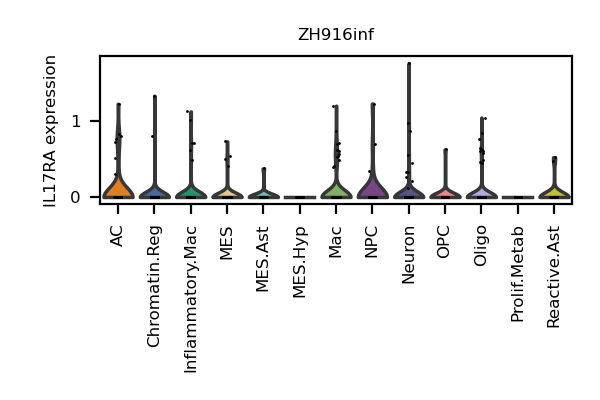 ZH916inf
IL17RA expression
1
0
AC
Chromatin.Reg
Inflammatory.Mac
MES
MES.Ast
MES.Hyp
Mac
NPC
Neuron
OPC
Oligo
Prolif.Metab
Reactive.Ast